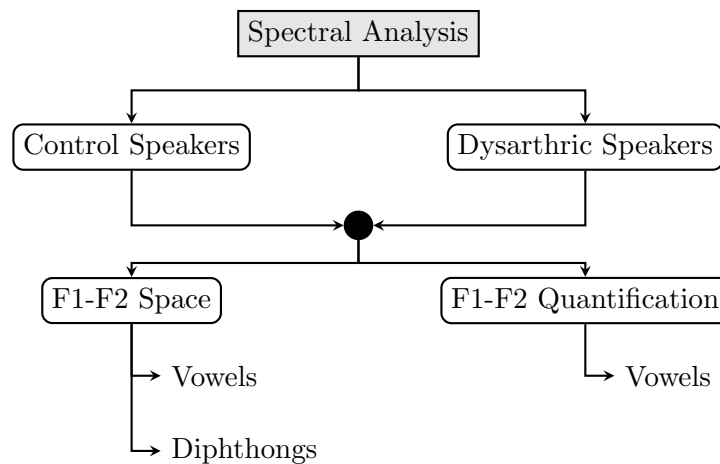 Spectral Analysis
Control Speakers
Dysarthric Speakers
F1-F2 Space
F1-F2 Quantification
Vowels
Vowels
Diphthongs